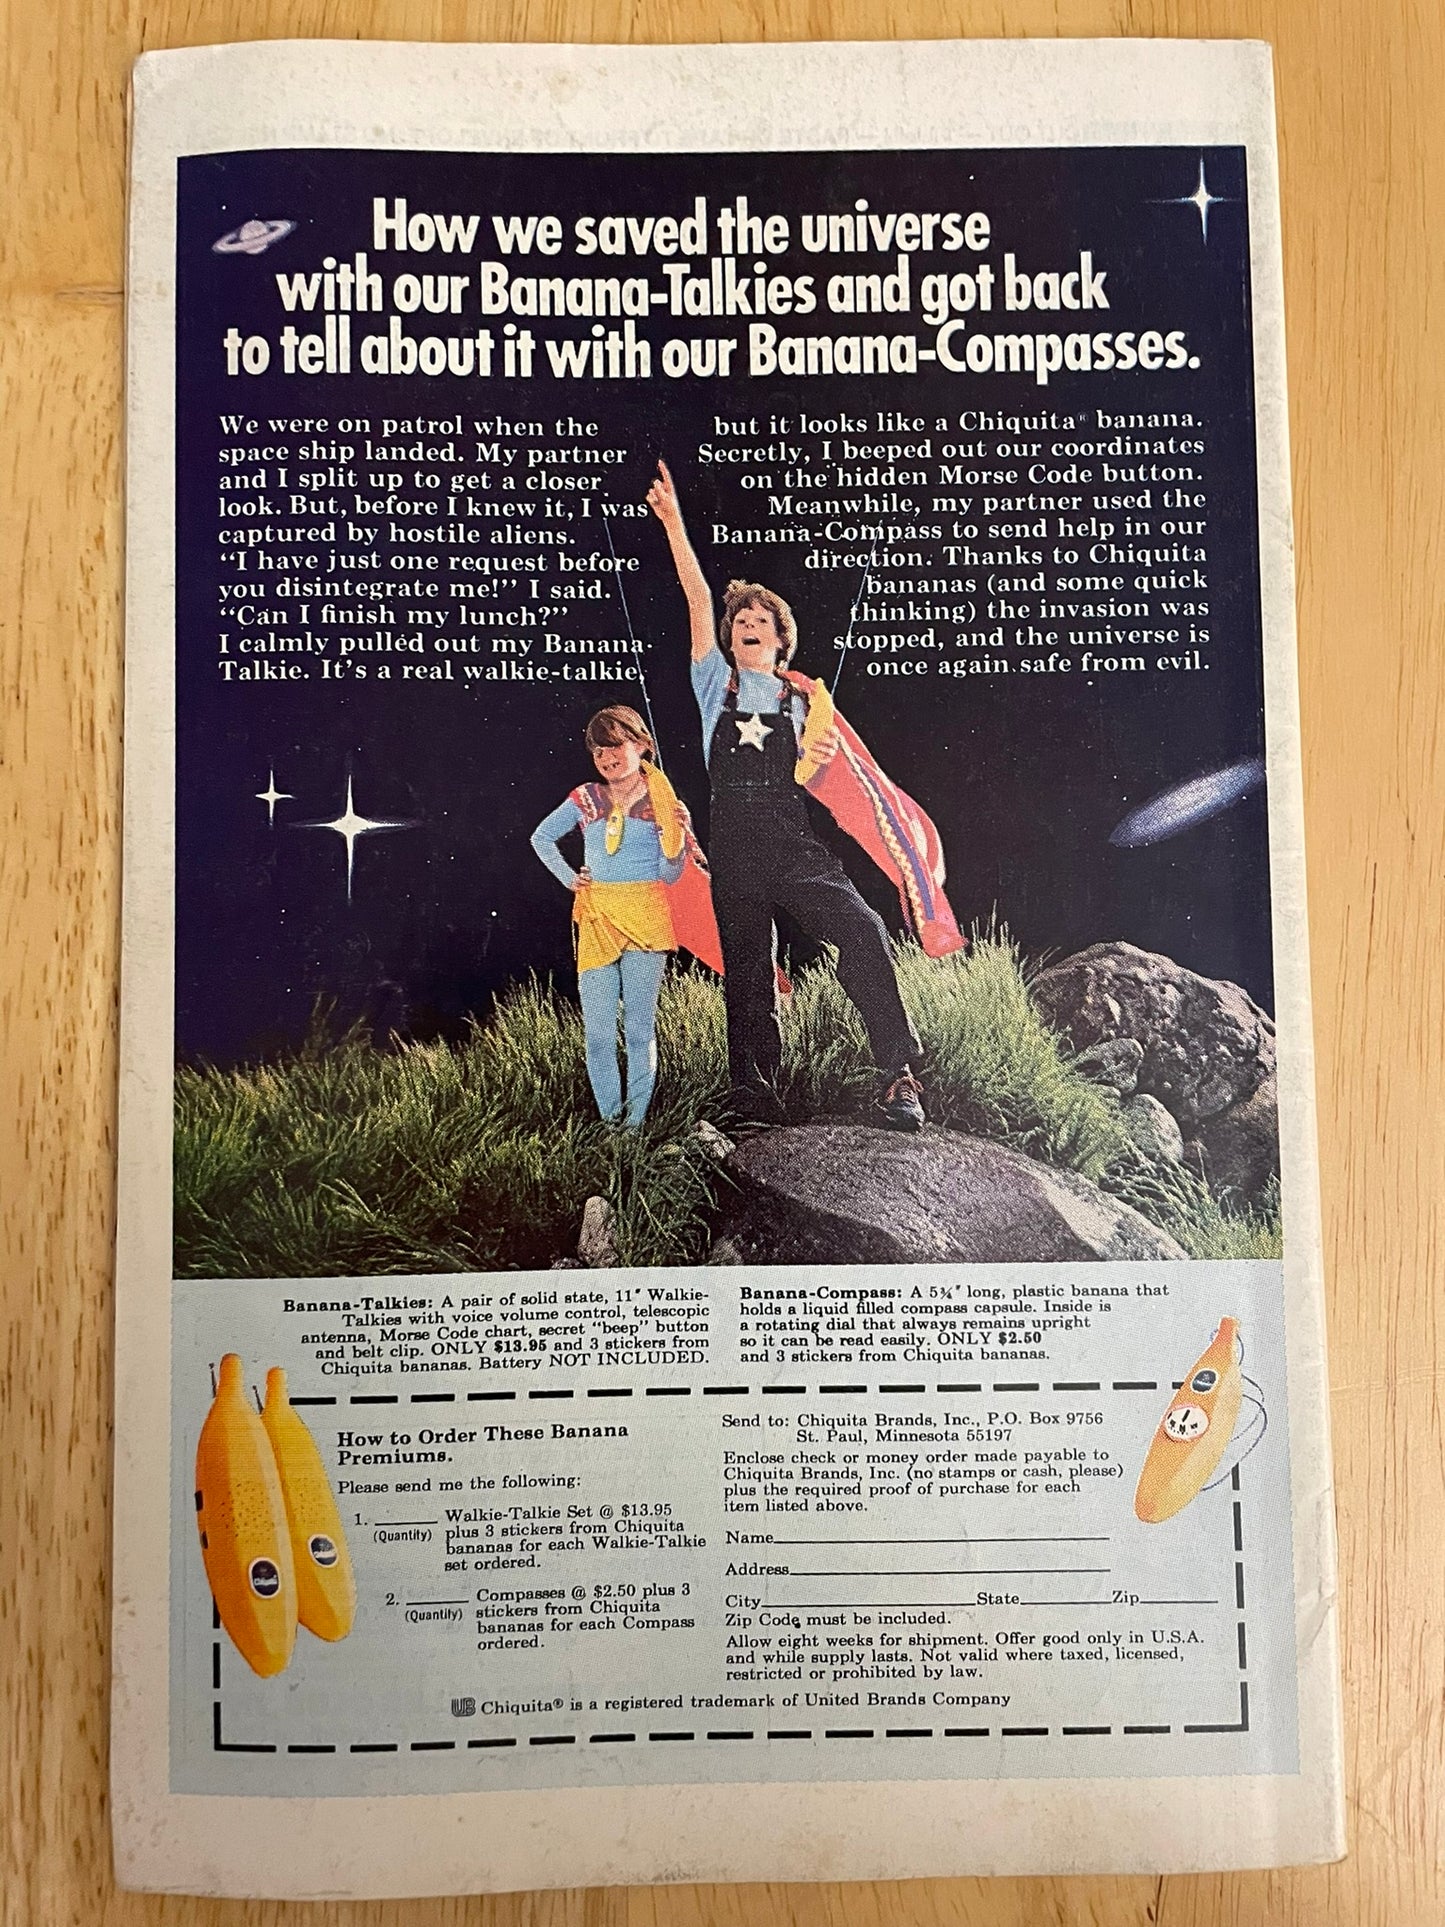 How we saved the universe
with our Banana-Talkies and got back
to tell about it with our Banana-Compasses.
We were on patrol when the
space ship landed. My partner
and I split up to get a closer
look. But, before I knew it, I was
captured by hostile aliens.
“I have just one request before
you disintegrate me!” I said.
“Can I finish my lunch?”
I calmly pulled out my Banana-
Talkie. It’s a real walkie-talkie,
but it looks like a Chiquita® banana.
Secretly, I beeped out our coordinates
on the hidden Morse Code button.
Meanwhile, my partner used the
Banana-Compass to send help in our
direction. Thanks to Chiquita
bananas (and some quick
thinking) the invasion was
stopped, and the universe is
once again safe from evil.
Banana-Talkies: A pair of solid state, 11" Walkie-
Talkies with voice volume control, telescopic
antenna, Morse Code chart, secret “beep” button
and belt clip. ONLY $13.95 and 3 stickers from
Chiquita bananas. Battery NOT INCLUDED.
Banana-Compass: A 5¾" long, plastic banana that
holds a liquid filled compass capsule. Inside is
a rotating dial that always remains upright
so it can be read easily. ONLY $2.50
and 3 stickers from Chiquita bananas.
How to Order These Banana
Premiums.
Please send me the following:
1. ______ Walkie-Talkie Set @ $13.95
(Quantity) plus 3 stickers from Chiquita
bananas for each Walkie-Talkie
set ordered.
2. ______ Compasses @ $2.50 plus 3
(Quantity) stickers from Chiquita
bananas for each Compass
ordered.
Send to: Chiquita Brands, Inc., P.O. Box 9756
St. Paul, Minnesota 55197
Enclose check or money order made payable to
Chiquita Brands, Inc. (no stamps or cash, please)
plus the required proof of purchase for each
item listed above.
Name
Address
City State Zip
Zip Code must be included.
Allow eight weeks for shipment. Offer good only in U.S.A.
and while supply lasts. Not valid where taxed, licensed,
restricted or prohibited by law.
UB Chiquita® is a registered trademark of United Brands Company
Chiquita